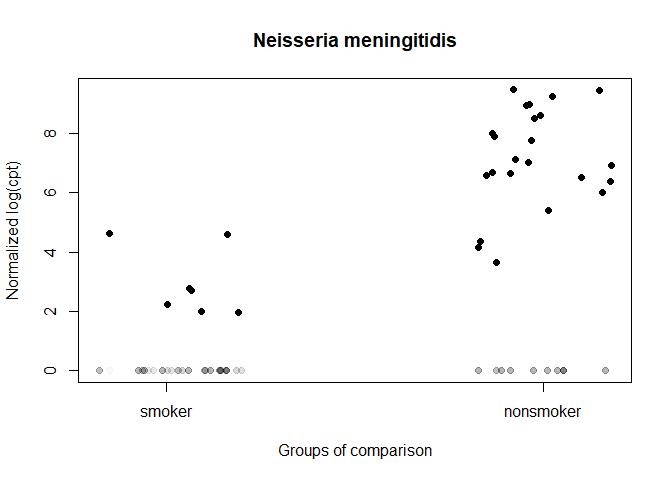 Neisseria meningitidis
Normalized log(cpt)
8
6
4
2
0
smoker nonsmoker
Groups of comparison